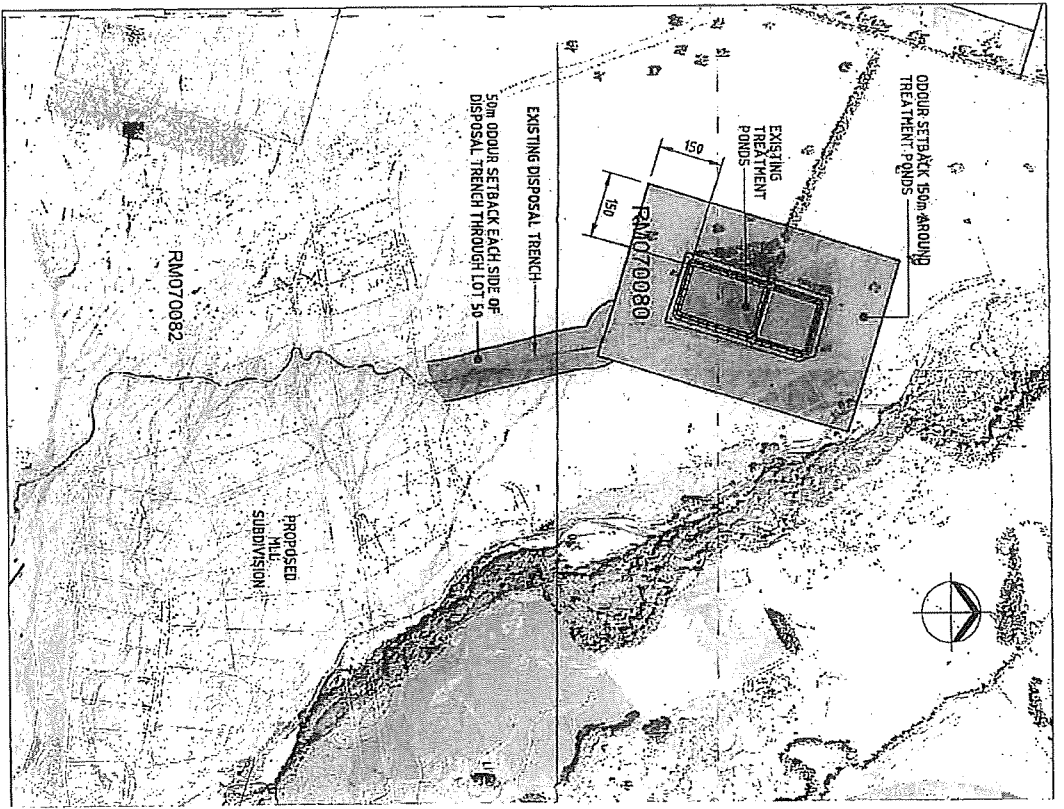 ODOUR SETBACK 150m AROUND
TREATMENT PONDS
EXISTING
TREATMENT
PONDS
150
150
RM070080
EXISTING DISPOSAL TRENCH
50m ODOUR SETBACK EACH SIDE OF
DISPOSAL TRENCH THROUGH LOT 50
RM070082
PROPOSED
MLL
SUBDIVISION